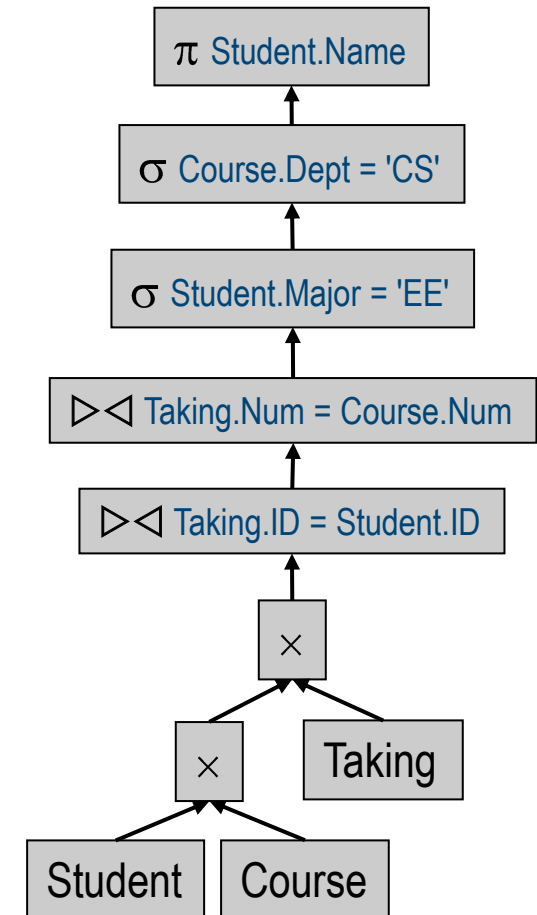 π Student.Name
σ Course.Dept = 'CS'
σ Student.Major = 'EE'
▷◁ Taking.Num = Course.Num
▷◁ Taking.ID = Student.ID
×
× Taking
Student Course